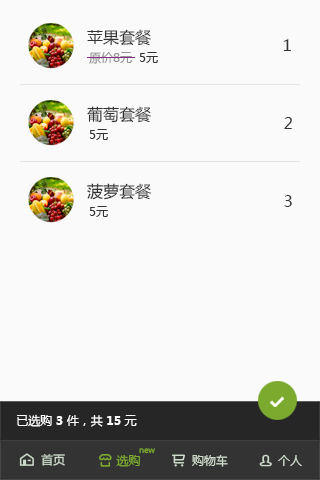 苹果套餐
原价8元 5元
1
葡萄套餐
5元
2
菠萝套餐
5元
3
已选购 3 件，共 15 元
首页 选购 new 购物车 个人